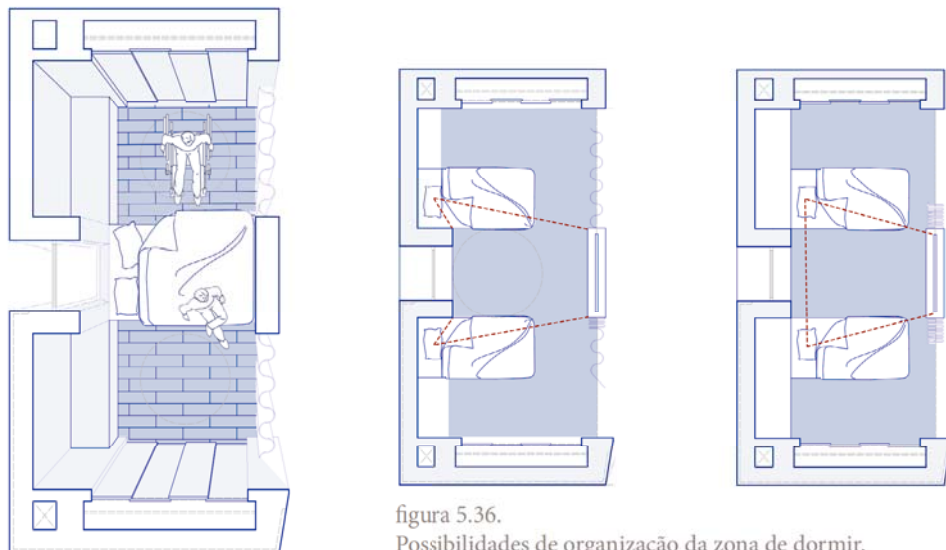 figura 5.36.
Possibilidades de organização da zona de dormir.